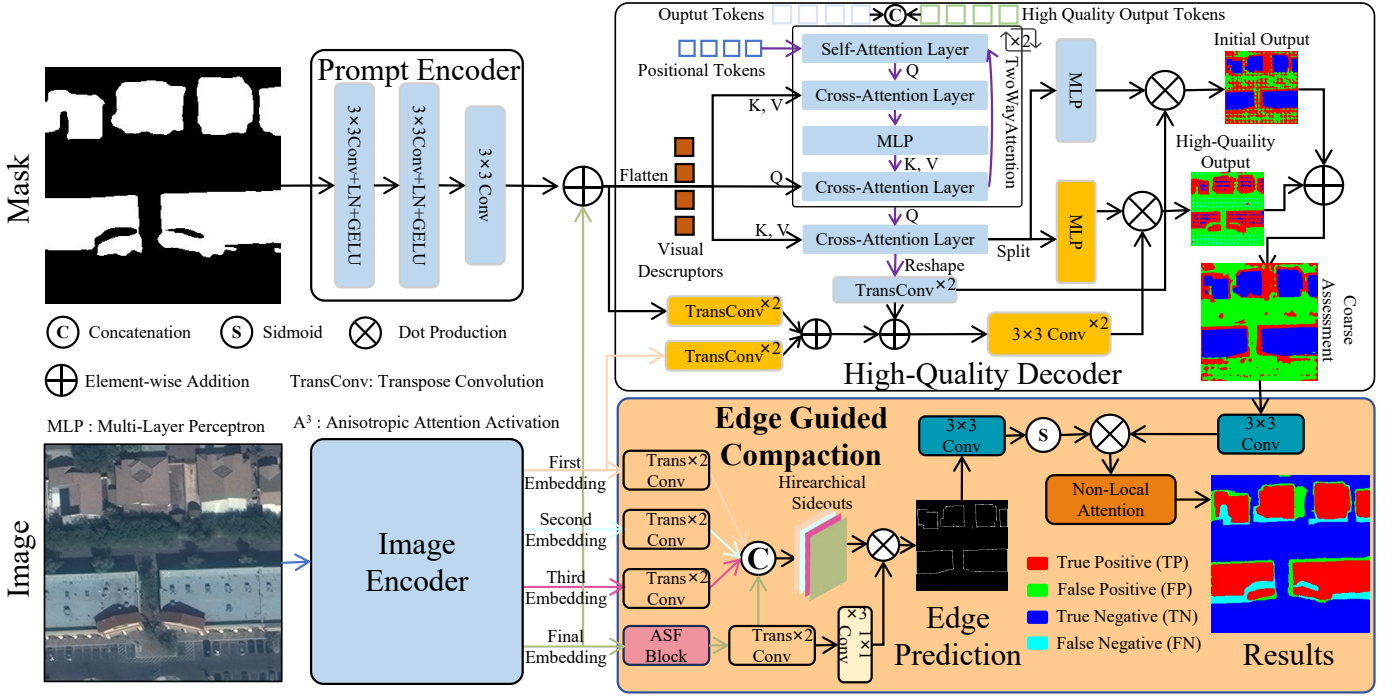 Ouptut Tokens
C
High Quality Output Tokens
Positional Tokens
Self-Attention Layer
×2
TwoWayAttention
Q
Cross-Attention Layer
K, V
MLP
K, V
Q
Cross-Attention Layer
Q
K, V
Cross-Attention Layer
Reshape
Split
TransConv×2
MLP
MLP
Initial Output
High-Quaility
Output
Coarse
Assessment
Mask
Prompt Encoder
3×3Conv+LN+GELU
3×3Conv+LN+GELU
3×3 Conv
Flatten
Visual
Descruptors
TransConv×2
TransConv×2
3×3 Conv×2
High-Quality Decoder
C Concatenation
S Sidmoid
Dot Production
Element-wise Addition
TransConv: Transpose Convolution
MLP : Multi-Layer Perceptron
A³ : Anisotropic Attention Activation
Image
Image
Encoder
First
Embedding
Second
Embedding
Third
Embedding
Final
Embedding
Edge Guided
Compaction
Trans×2
Conv
Trans×2
Conv
Trans×2
Conv
ASF
Block
Trans×2
Conv
C
Hirearchical
Sideouts
1×1
Conv
×3
Edge
Prediction
3×3
Conv
S
3×3
Conv
Non-Local
Attention
True Positive (TP)
False Positive (FP)
True Negative (TN)
False Negative (FN)
Results